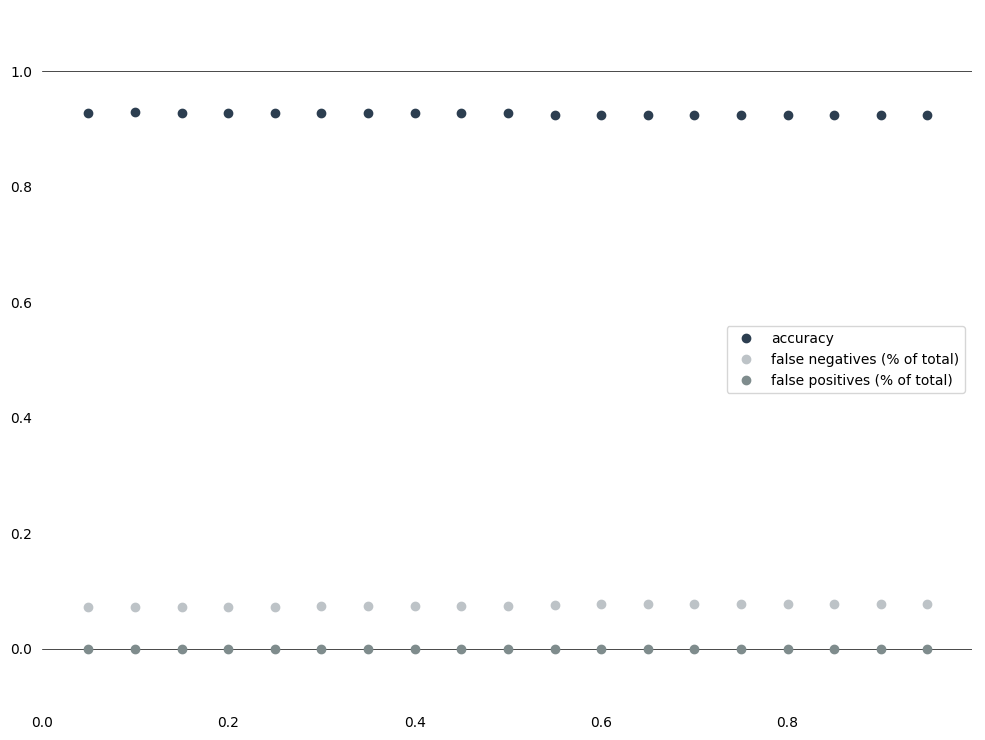 1.0
0.8
0.6
accuracy
false negatives (% of total)
false positives (% of total)
0.4
0.2
0.0
0.0 0.2 0.4 0.6 0.8